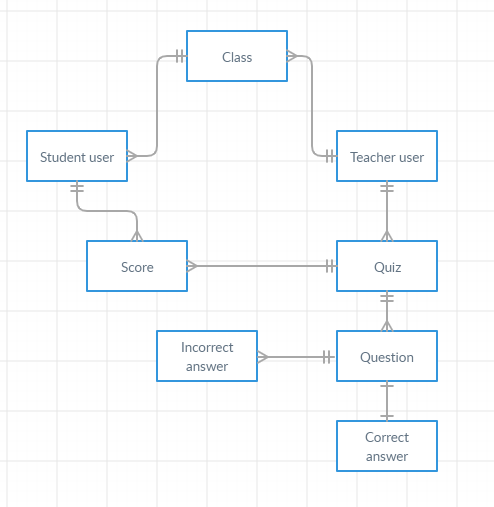 Class
Student user
Teacher user
Score
Quiz
Incorrect
answer
Question
Correct
answer